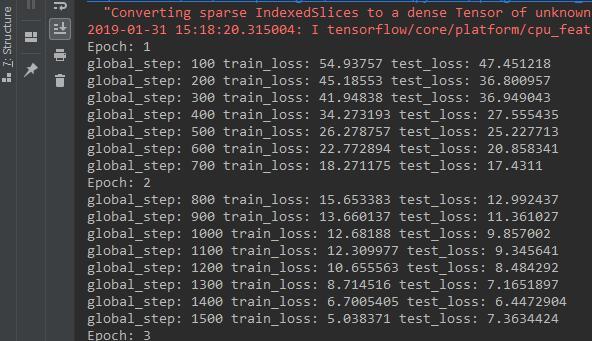 "Converting sparse IndexedSlices to a dense Tensor of unknown
2019-01-31 15:18:20.315004: I tensorflow/core/platform/cpu_feat
Epoch: 1
global_step: 100 train_loss: 54.93757 test_loss: 47.451218
global_step: 200 train_loss: 45.18553 test_loss: 36.800957
global_step: 300 train_loss: 41.94838 test_loss: 36.949043
global_step: 400 train_loss: 34.273193 test_loss: 27.555435
global_step: 500 train_loss: 26.278757 test_loss: 25.227713
global_step: 600 train_loss: 22.772894 test_loss: 20.858341
global_step: 700 train_loss: 18.271175 test_loss: 17.4311
Epoch: 2
global_step: 800 train_loss: 15.653383 test_loss: 12.992437
global_step: 900 train_loss: 13.660137 test_loss: 11.361027
global_step: 1000 train_loss: 12.68188 test_loss: 9.857002
global_step: 1100 train_loss: 12.309977 test_loss: 9.345641
global_step: 1200 train_loss: 10.655563 test_loss: 8.484292
global_step: 1300 train_loss: 8.714516 test_loss: 7.1651897
global_step: 1400 train_loss: 6.7005405 test_loss: 6.4472904
global_step: 1500 train_loss: 5.038371 test_loss: 7.3634424
Epoch: 3
7: Structure